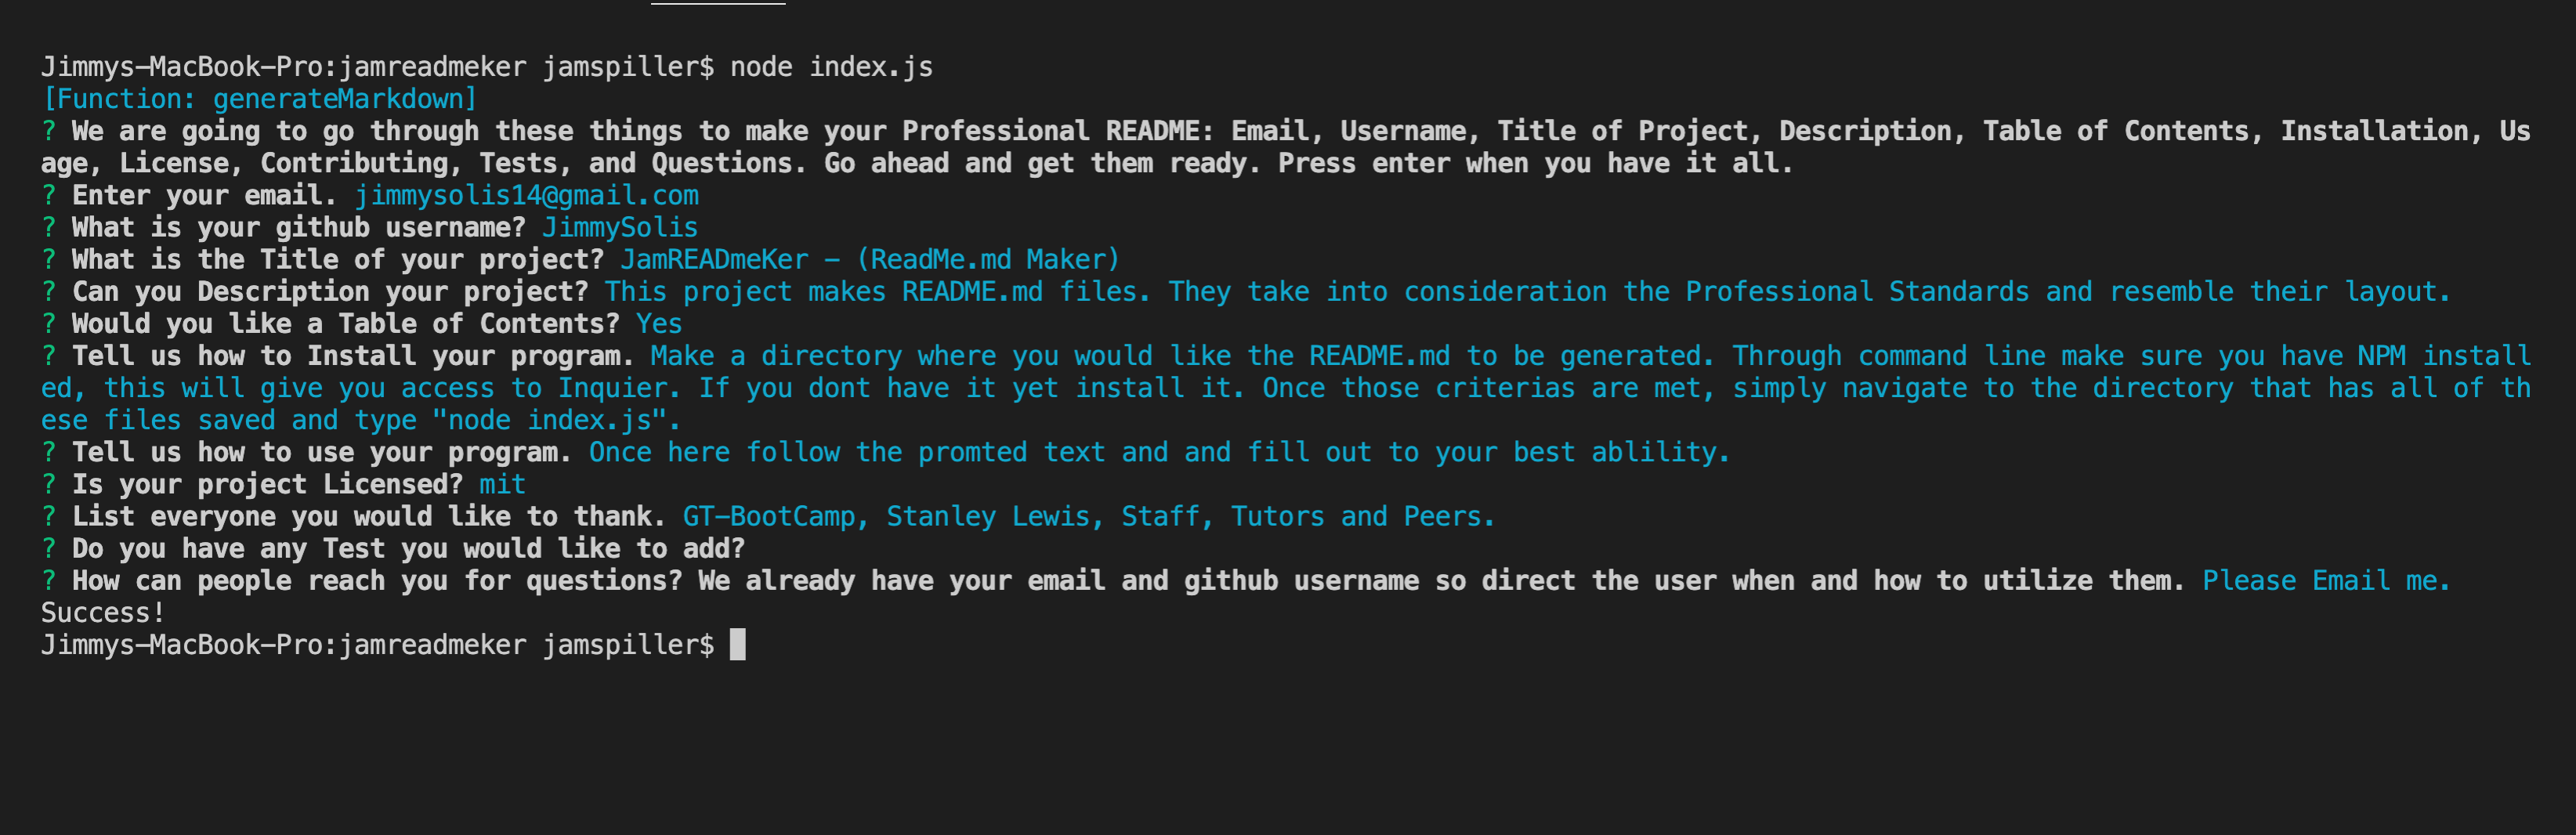 Jimmys-MacBook-Pro:jamreadmeker jamspiller$ node index.js
[Function: generateMarkdown]
? We are going to go through these things to make your Professional README: Email, Username, Title of Project, Description, Table of Contents, Installation, Us
age, License, Contributing, Tests, and Questions. Go ahead and get them ready. Press enter when you have it all.
? Enter your email. jimmysolis14@gmail.com
? What is your github username? JimmySolis
? What is the Title of your project? JamREADmeKer - (ReadMe.md Maker)
? Can you Description your project? This project makes README.md files. They take into consideration the Professional Standards and resemble their layout.
? Would you like a Table of Contents? Yes
? Tell us how to Install your program. Make a directory where you would like the README.md to be generated. Through command line make sure you have NPM install
ed, this will give you access to Inquier. If you dont have it yet install it. Once those criterias are met, simply navigate to the directory that has all of th
ese files saved and type "node index.js".
? Tell us how to use your program. Once here follow the promted text and and fill out to your best ablility.
? Is your project Licensed? mit
? List everyone you would like to thank. GT-BootCamp, Stanley Lewis, Staff, Tutors and Peers.
? Do you have any Test you would like to add?
? How can people reach you for questions? We already have your email and github username so direct the user when and how to utilize them. Please Email me.
Success!
Jimmys-MacBook-Pro:jamreadmeker jamspiller$